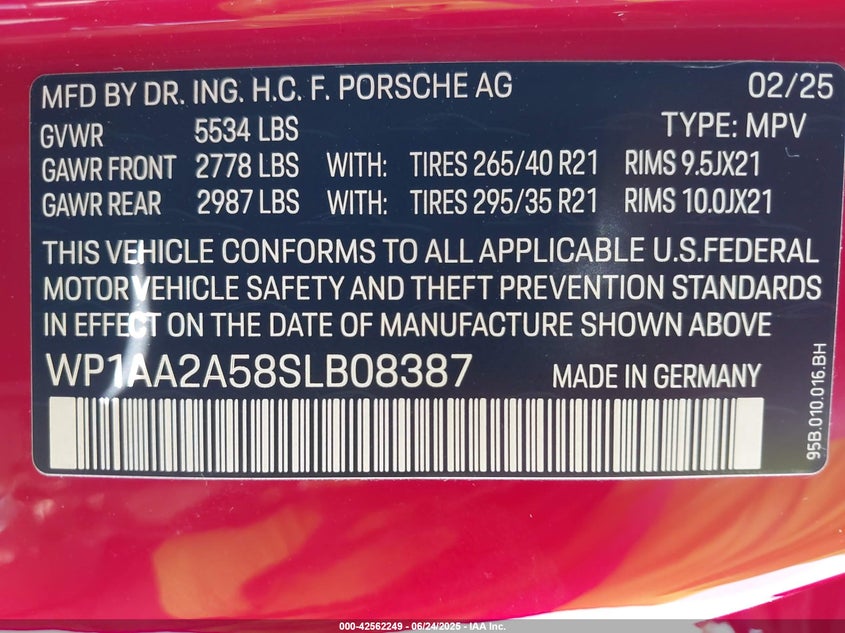 MFD BY DR. ING. H.C. F. PORSCHE AG 02/25
GVWR 5534 LBS TYPE: MPV
GAWR FRONT 2778 LBS WITH: TIRES 265/40 R21 RIMS 9.5JX21
GAWR REAR 2987 LBS WITH: TIRES 295/35 R21 RIMS 10.0JX21
THIS VEHICLE CONFORMS TO ALL APPLICABLE U.S.FEDERAL
MOTOR VEHICLE SAFETY AND THEFT PREVENTION STANDARDS
IN EFFECT ON THE DATE OF MANUFACTURE SHOWN ABOVE
WP1AA2A58SLB08387 MADE IN GERMANY
95B.010.016.BH
000-42562249 - 06/24/2025 - IAA Inc.